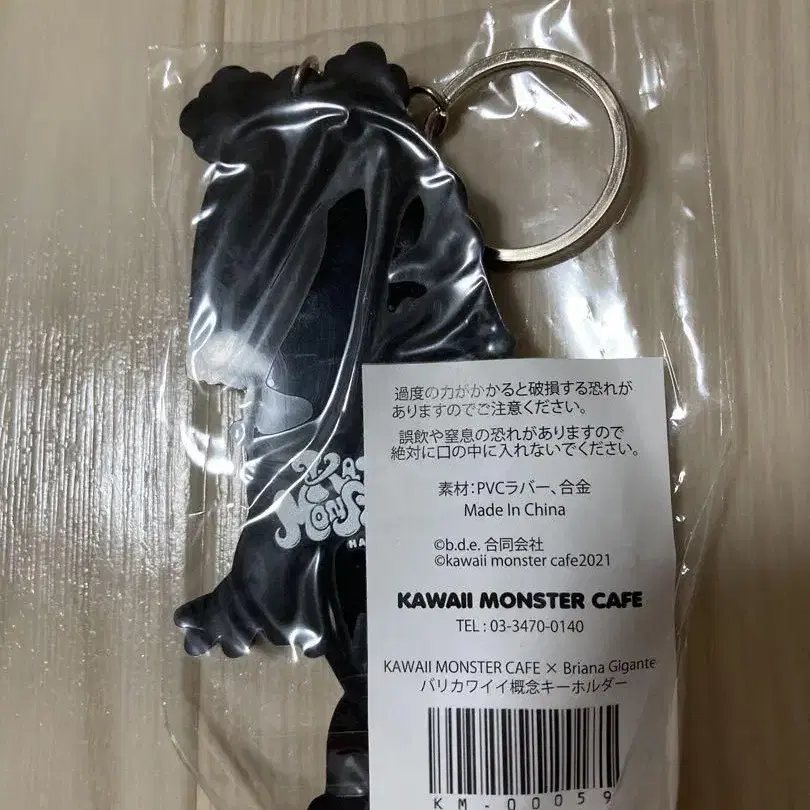 過度の力がかかると破損する恐れが
ありますのでご注意ください。
誤飲や窒息の恐れがありますので
絶対に口の中に入れないでください。
素材：PVCラバー、合金
Made In China
©b.d.e. 合同会社
©kawaii monster cafe2021
KAWAII MONSTER CAFE
TEL : 03-3470-0140
KAWAII MONSTER CAFE × Briana Gigante
バリカワイイ概念キーホルダー
KM-00059